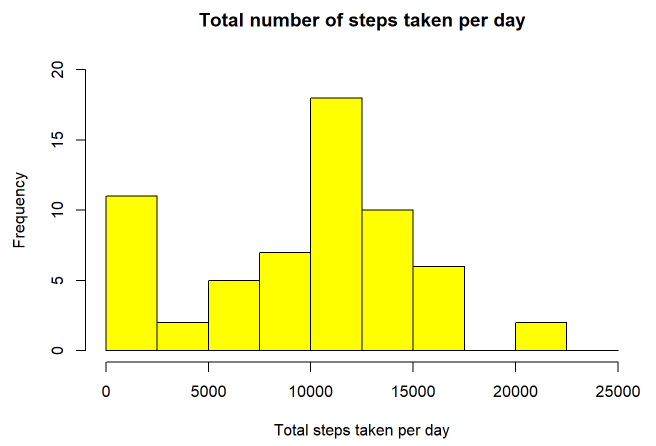 Total number of steps taken per day
20
15
10
5
0
Frequency
0 5000 10000 15000 20000 25000
Total steps taken per day